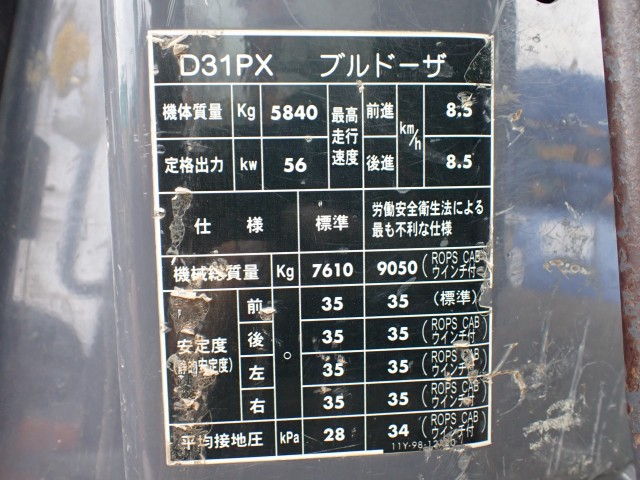 D31PX ブルドーザ
機体質量 Kg 5840 最高走行速度 km/h 前進 8.5
定格出力 kw 56 後進 8.5
仕様 標準 労働安全衛生法による
最も不利な仕様
機械総質量 Kg 7610 9050 (ROPS CAB ウインチ付)
安定度 (静的安定度) ° 前 35 35 (標準)
後 35 35 (ROPS CAB ウインチ付)
左 35 35 (ROPS CAB ウインチ付)
右 35 35 (ROPS CAB ウインチ付)
平均接地圧 kPa 28 34 (ROPS CAB ウインチ付)